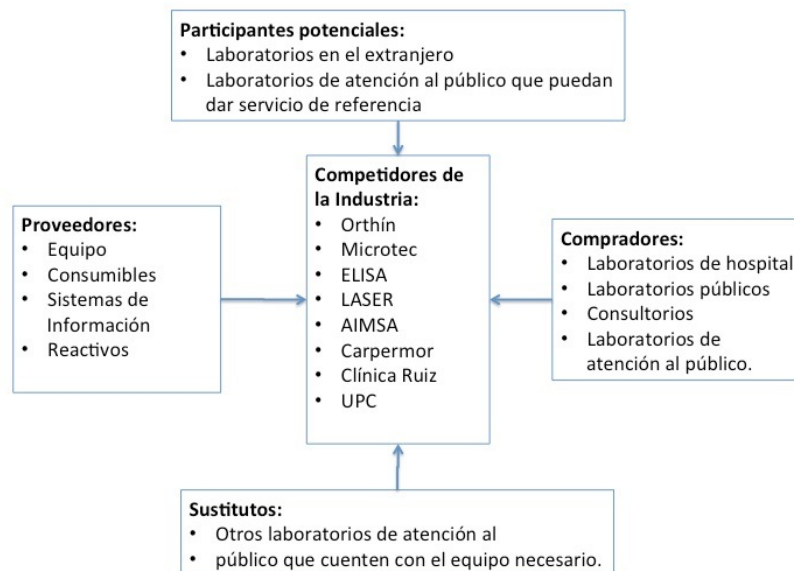 Participantes potenciales:
• Laboratorios en el extranjero
• Laboratorios de atención al público que puedan
dar servicio de referencia
Competidores de
la Industria:
• Orthín
• Microtec
• ELISA
• LASER
• AIMSA
• Carpermor
• Clínica Ruiz
• UPC
Proveedores:
• Equipo
• Consumibles
• Sistemas de
Información
• Reactivos
Compradores:
• Laboratorios de hospital
• Laboratorios públicos
• Consultorios
• Laboratorios de
atención al público.
Sustitutos:
• Otros laboratorios de atención al
• público que cuenten con el equipo necesario.